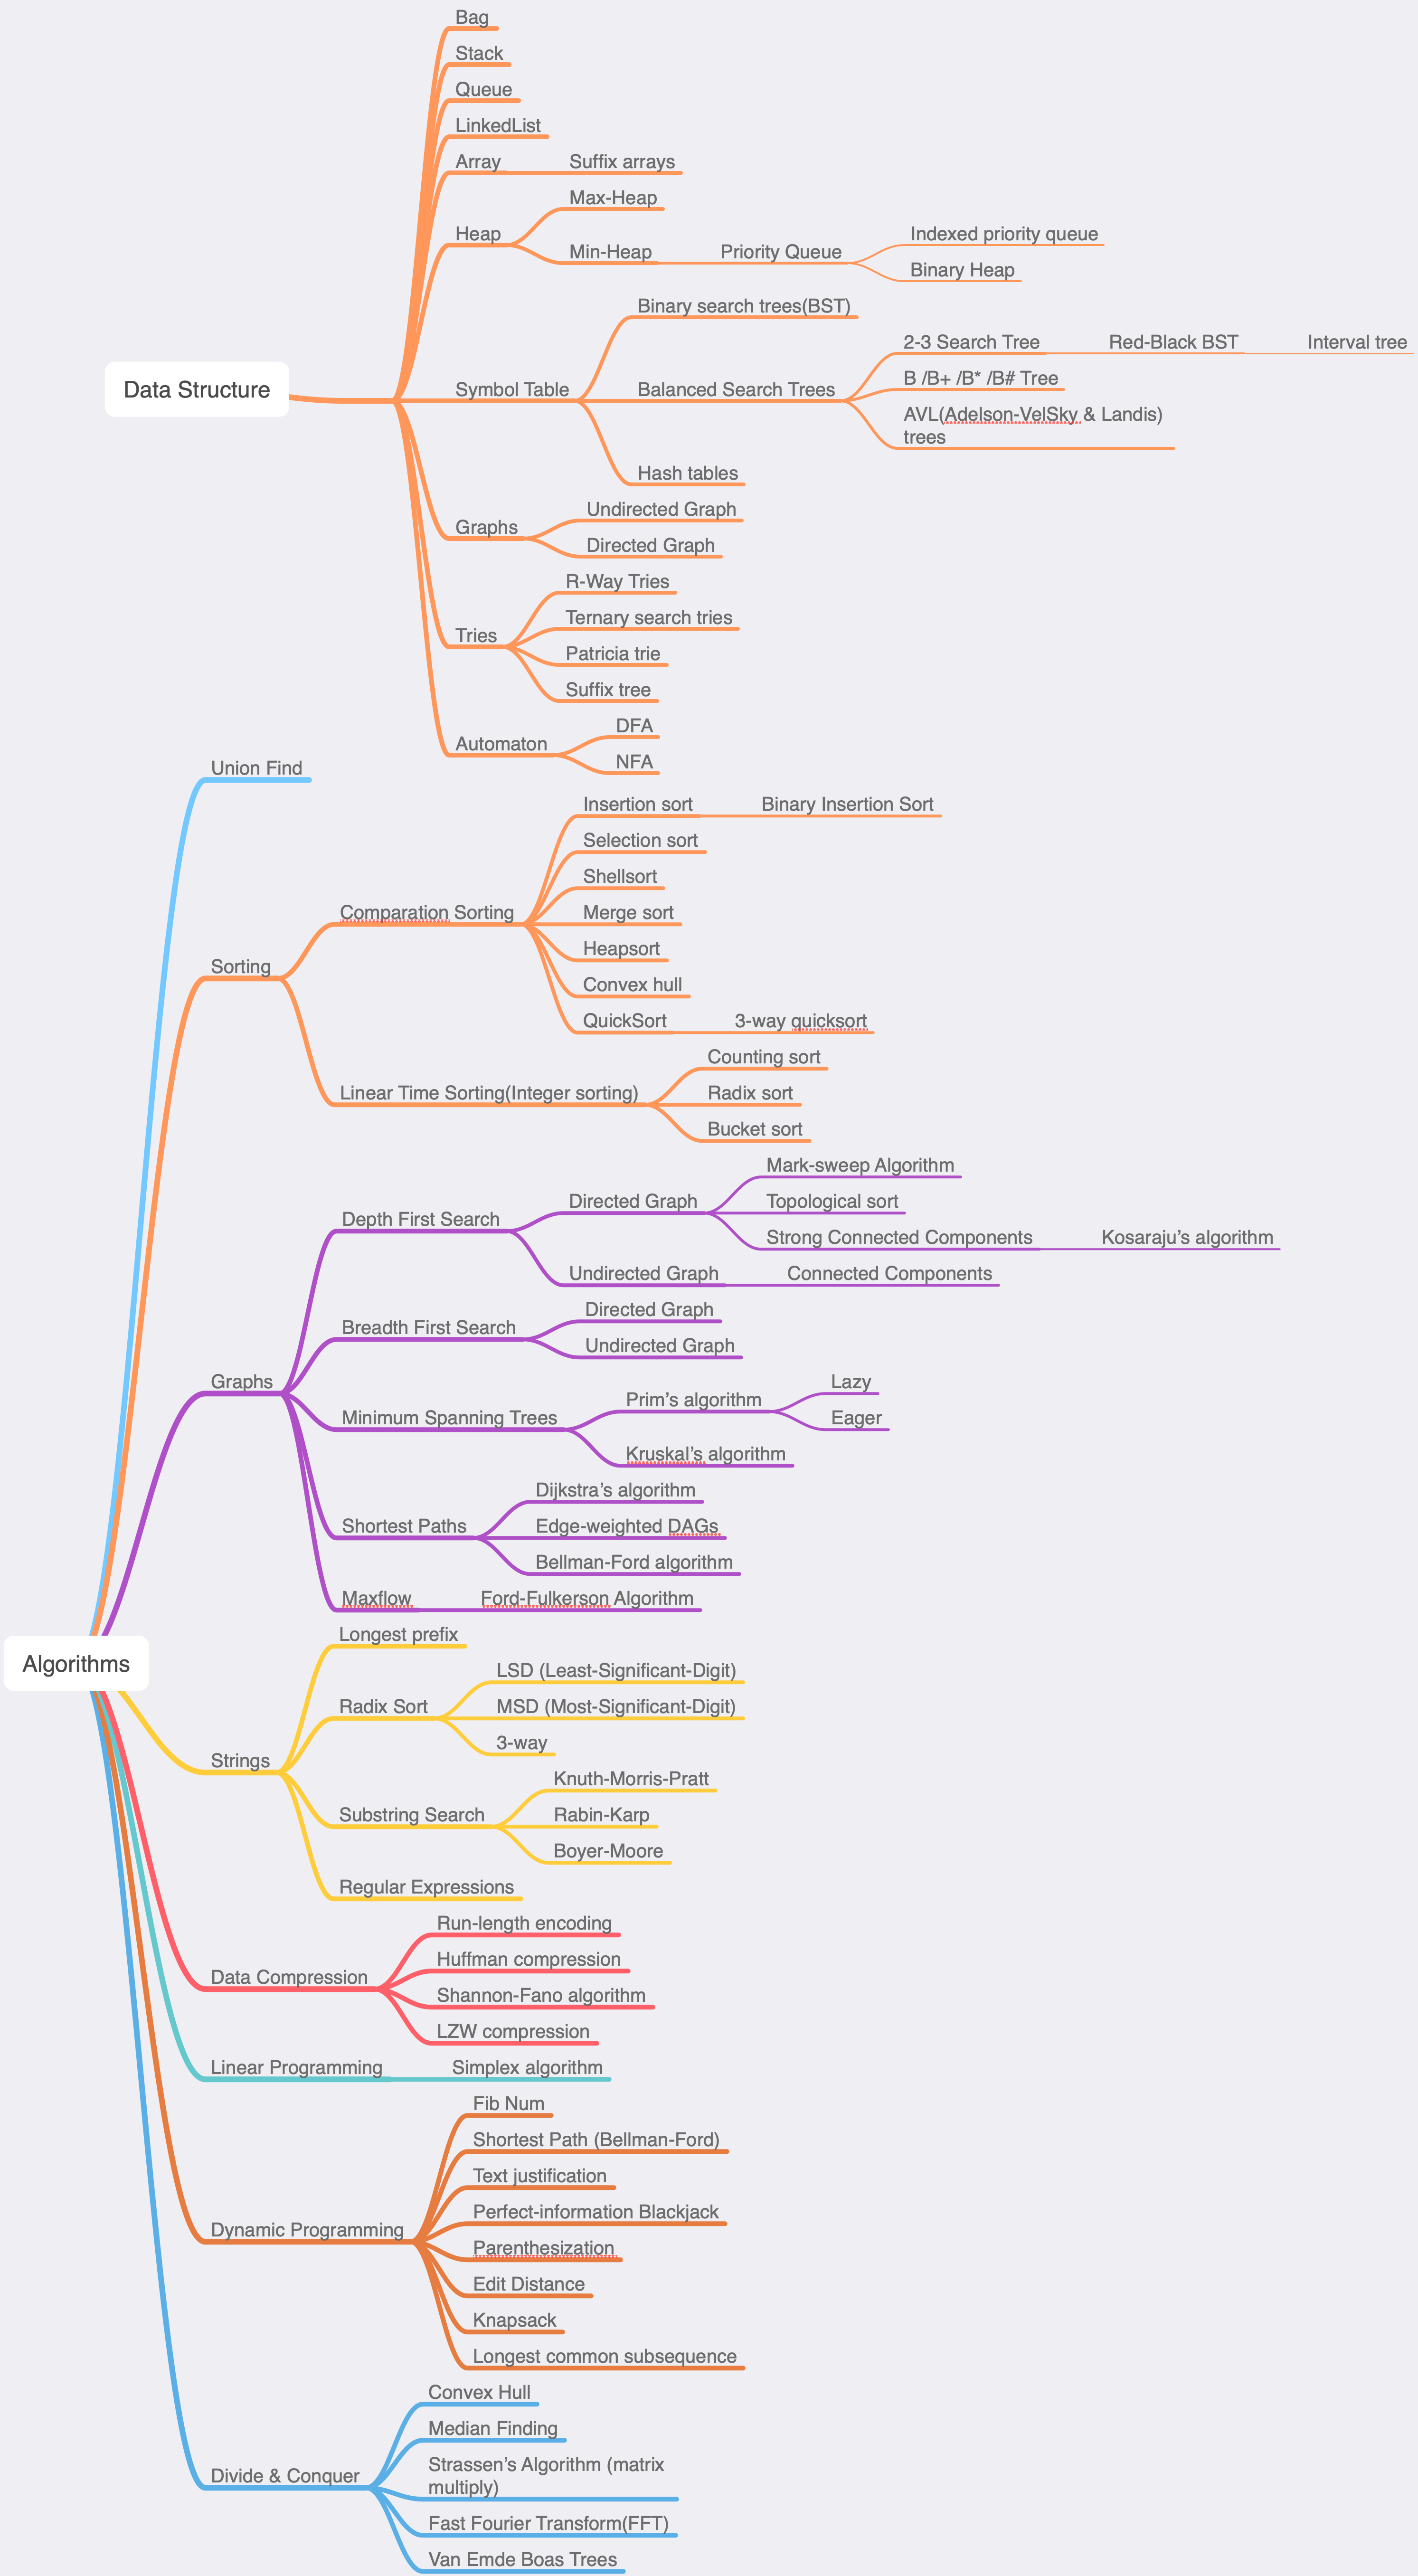 Bag
Stack
Queue
LinkedList
Array
Suffix arrays
Heap
Max-Heap
Min-Heap
Priority Queue
Indexed priority queue
Binary Heap
Data Structure
Symbol Table
Binary search trees(BST)
Balanced Search Trees
2-3 Search Tree
Red-Black BST
Interval tree
B /B+ /B* /B# Tree
AVL(Adelson-VelSky & Landis)
trees
Hash tables
Graphs
Undirected Graph
Directed Graph
Tries
R-Way Tries
Ternary search tries
Patricia trie
Suffix tree
Automaton
DFA
NFA
Algorithms
Union Find
Sorting
Comparation Sorting
Insertion sort
Binary Insertion Sort
Selection sort
Shellsort
Merge sort
Heapsort
Convex hull
QuickSort
3-way quicksort
Linear Time Sorting(Integer sorting)
Counting sort
Radix sort
Bucket sort
Graphs
Depth First Search
Directed Graph
Mark-sweep Algorithm
Topological sort
Strong Connected Components
Kosaraju’s algorithm
Undirected Graph
Connected Components
Breadth First Search
Directed Graph
Undirected Graph
Minimum Spanning Trees
Prim’s algorithm
Lazy
Eager
Kruskal’s algorithm
Shortest Paths
Dijkstra’s algorithm
Edge-weighted DAGs
Bellman-Ford algorithm
Maxflow
Ford-Fulkerson Algorithm
Strings
Longest prefix
Radix Sort
LSD (Least-Significant-Digit)
MSD (Most-Significant-Digit)
3-way
Substring Search
Knuth-Morris-Pratt
Rabin-Karp
Boyer-Moore
Regular Expressions
Data Compression
Run-length encoding
Huffman compression
Shannon-Fano algorithm
LZW compression
Linear Programming
Simplex algorithm
Dynamic Programming
Fib Num
Shortest Path (Bellman-Ford)
Text justification
Perfect-information Blackjack
Parenthesization
Edit Distance
Knapsack
Longest common subsequence
Divide & Conquer
Convex Hull
Median Finding
Strassen’s Algorithm (matrix
multiply)
Fast Fourier Transform(FFT)
Van Emde Boas Trees